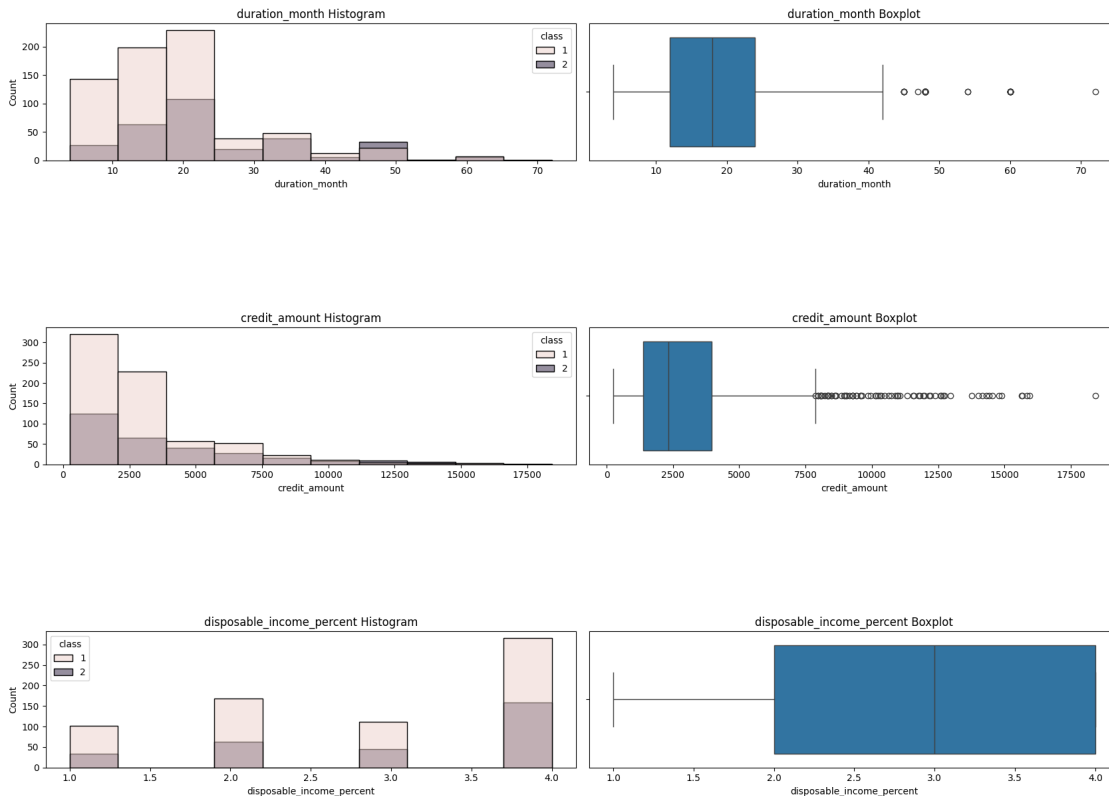 duration_month Histogram
duration_month Boxplot
class
1
2
200
150
100
50
0
Count
10 20 30 40 50 60 70
duration_month
10 20 30 40 50 60 70
duration_month
credit_amount Histogram
credit_amount Boxplot
class
1
2
300
250
200
150
100
50
0
Count
0 2500 5000 7500 10000 12500 15000 17500
credit_amount
0 2500 5000 7500 10000 12500 15000 17500
credit_amount
disposable_income_percent Histogram
disposable_income_percent Boxplot
class
1
2
300
250
200
150
100
50
0
Count
1.0 1.5 2.0 2.5 3.0 3.5 4.0
disposable_income_percent
1.0 1.5 2.0 2.5 3.0 3.5 4.0
disposable_income_percent